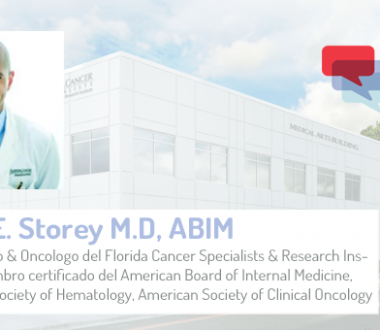 CANCER
MEDICAL ARTS BUILDING
E. Storey M.D, ABIM
o & Oncologo del Florida Cancer Specialists & Research Ins-
mbro certificado del American Board of Internal Medicine,
ociety of Hematology, American Society of Clinical Oncology